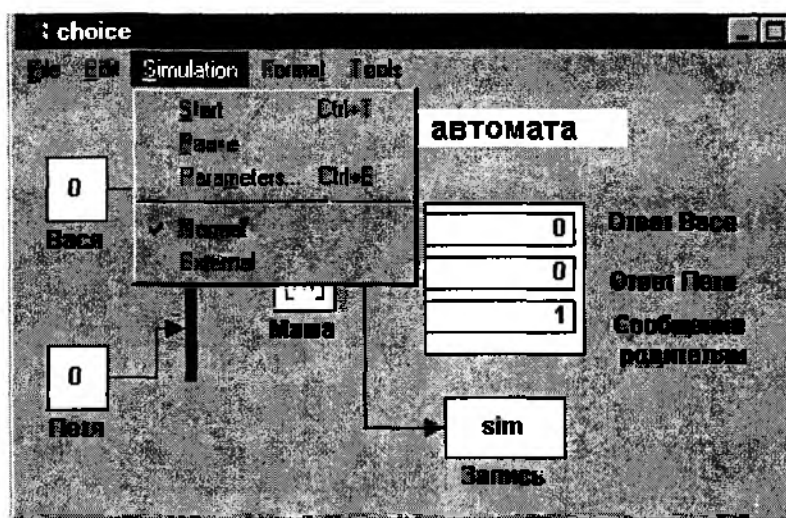 choice
File Edit Simulation Format Tools
Start Ctrl+T
Pause
Parameters... Ctrl+E
Normal
External
автомата
0
Вася
0
Ответ Васи
0
Ответ Пети
1
Сообщение
родителям
Маша
0
Петя
sim
Запись